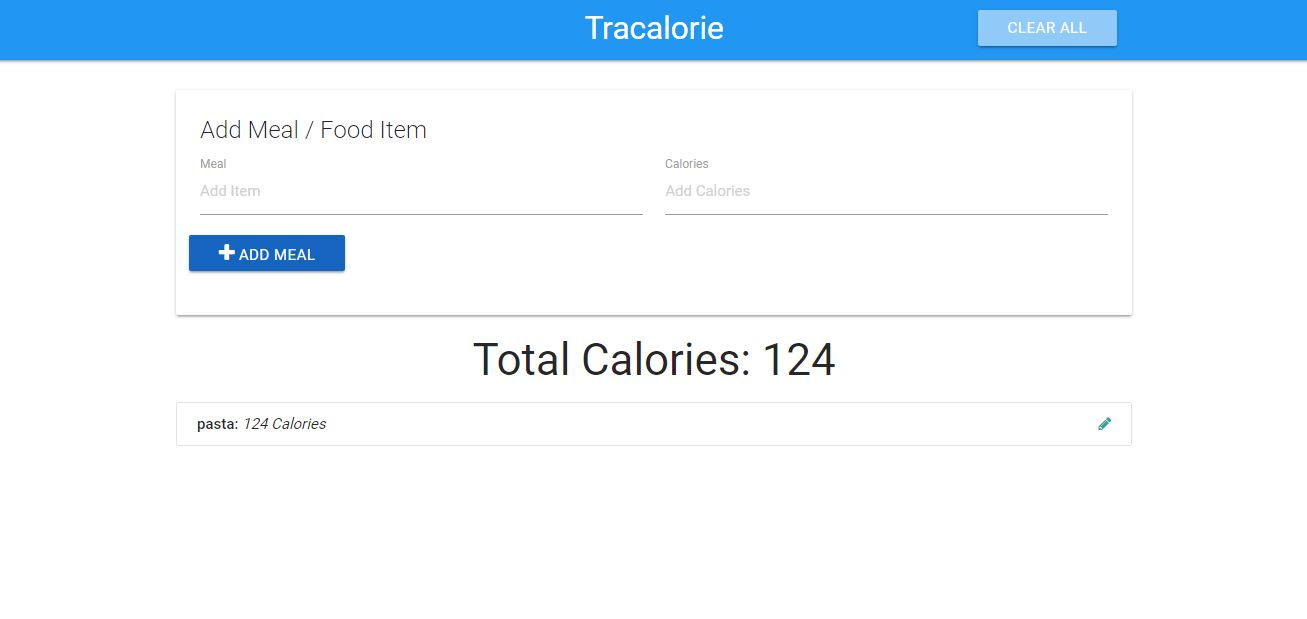 Tracalorie
CLEAR ALL
Add Meal / Food Item
Meal
Calories
Add Item
Add Calories
ADD MEAL
Total Calories: 124
pasta: 124 Calories